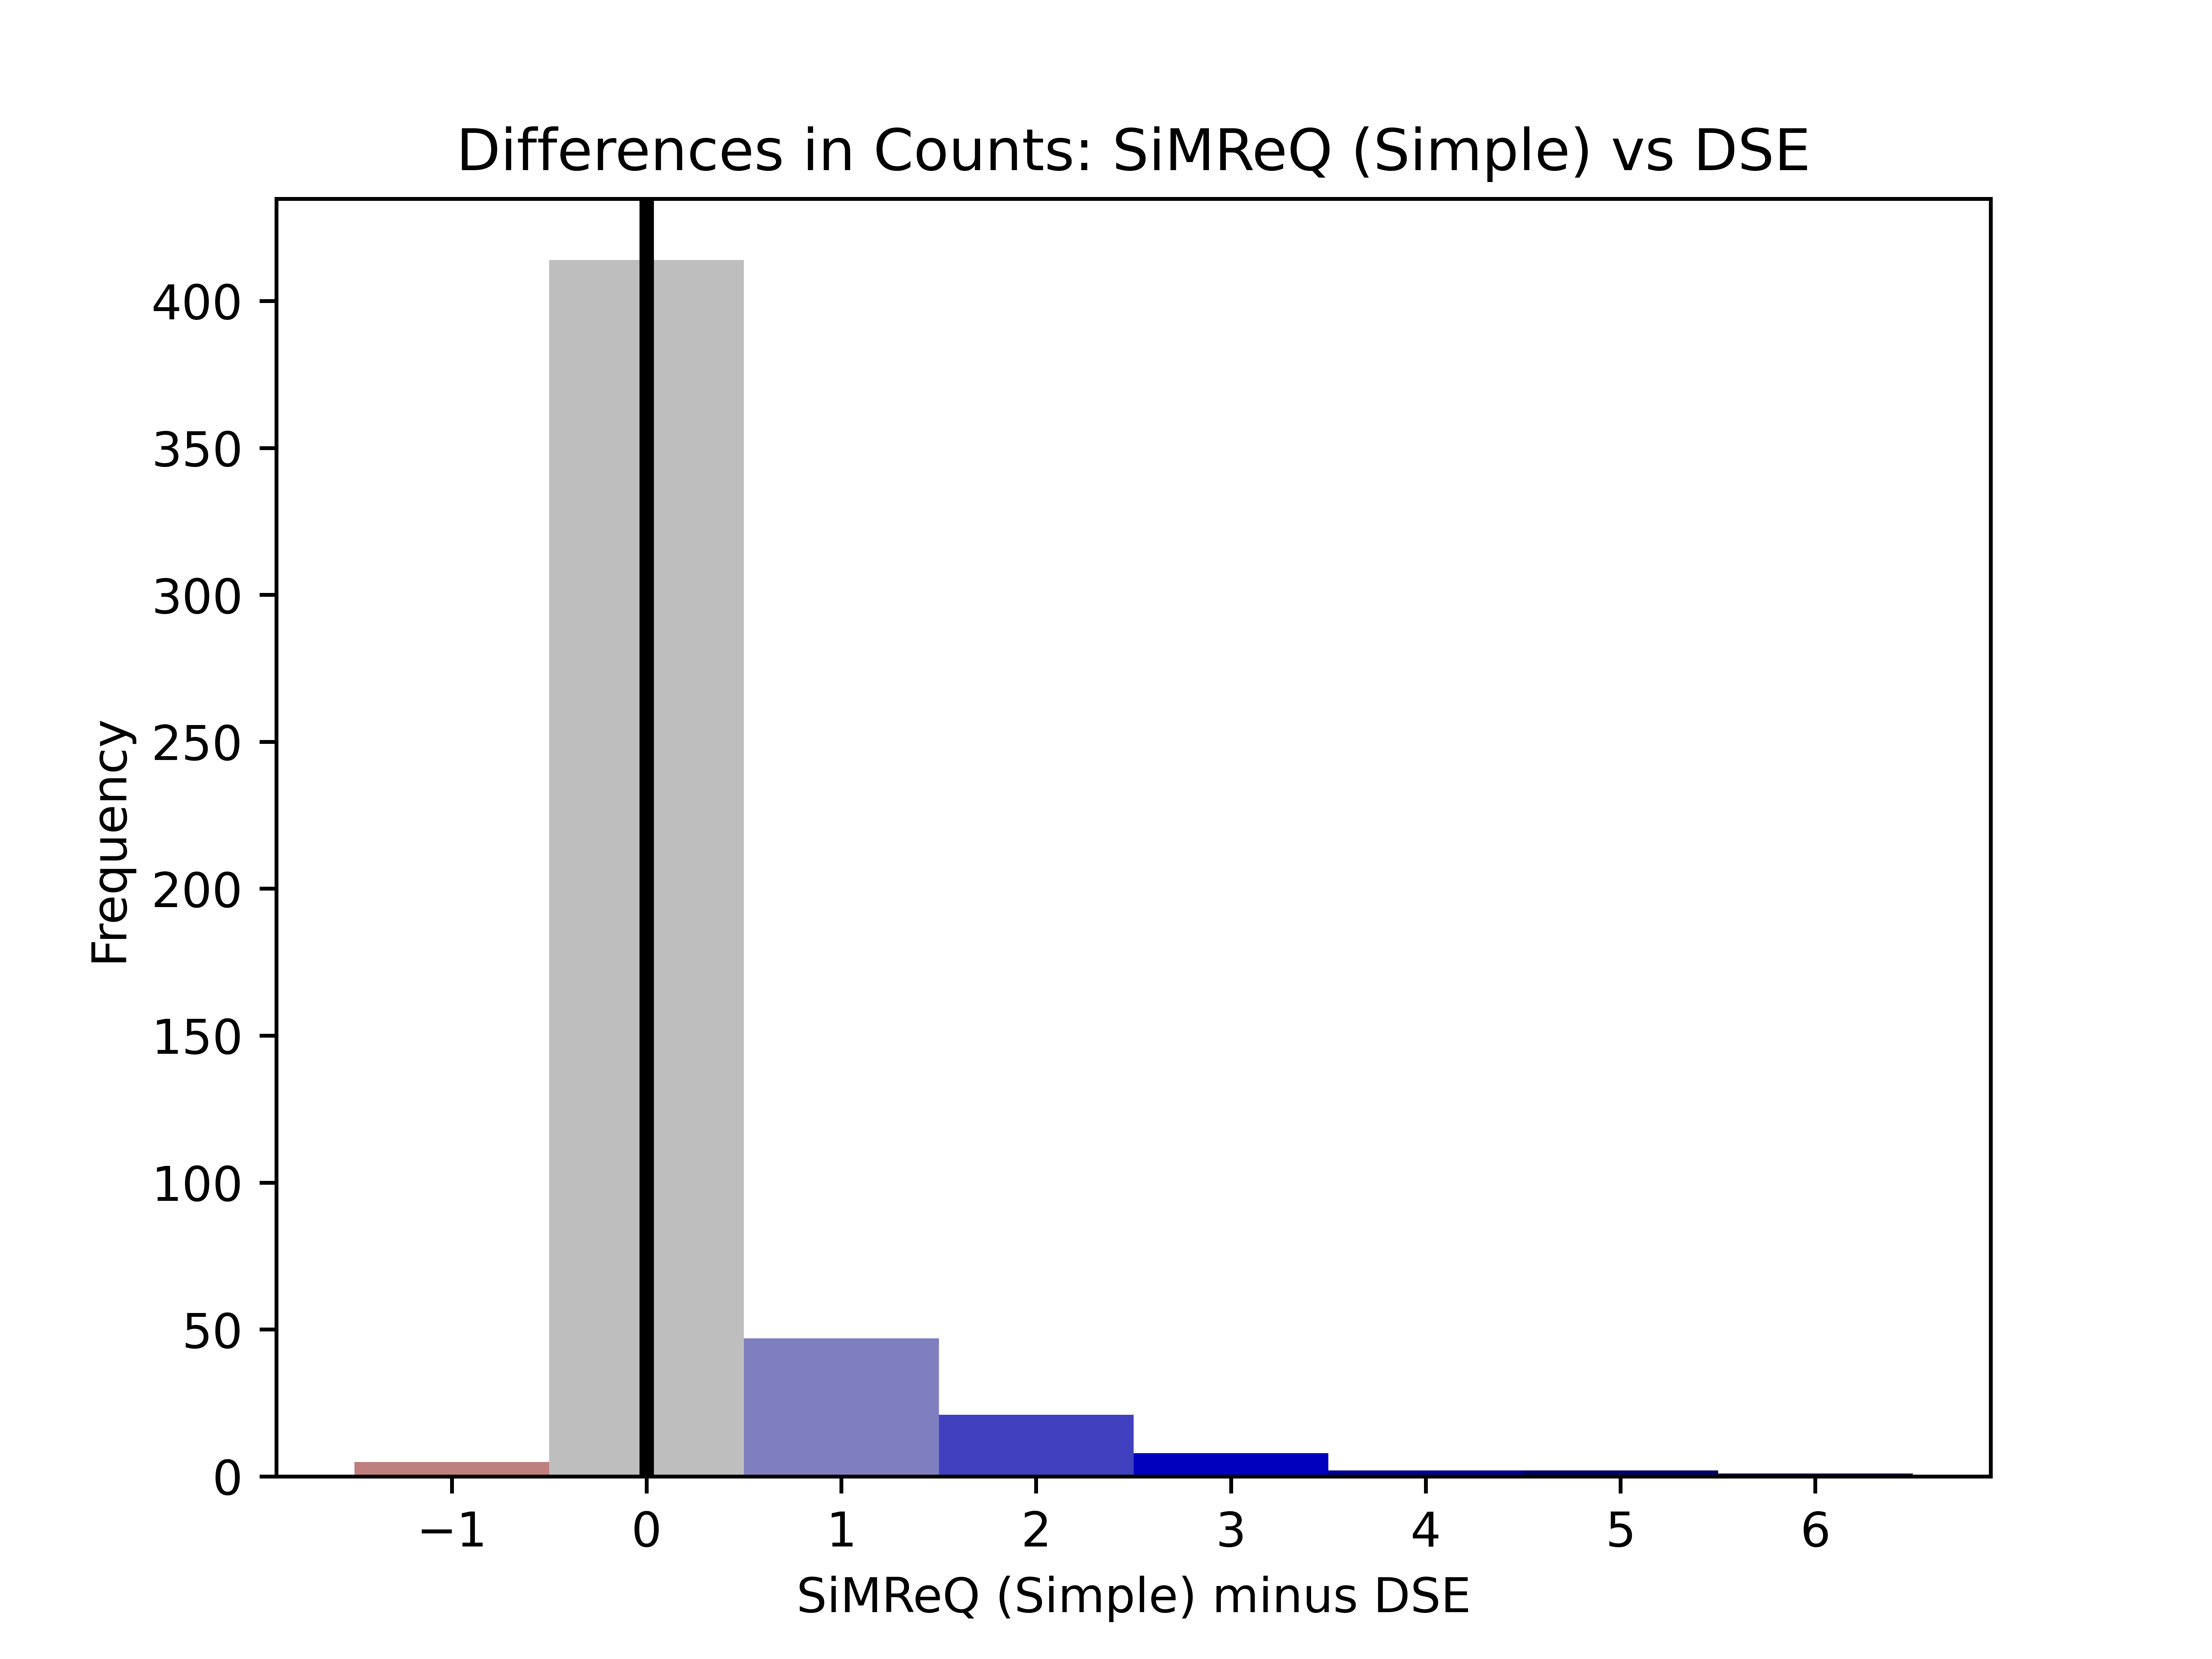 Differences in Counts: SiMReQ (Simple) vs DSE
Frequency
400
350
300
250
200
150
100
50
0
−1 0 1 2 3 4 5 6
SiMReQ (Simple) minus DSE